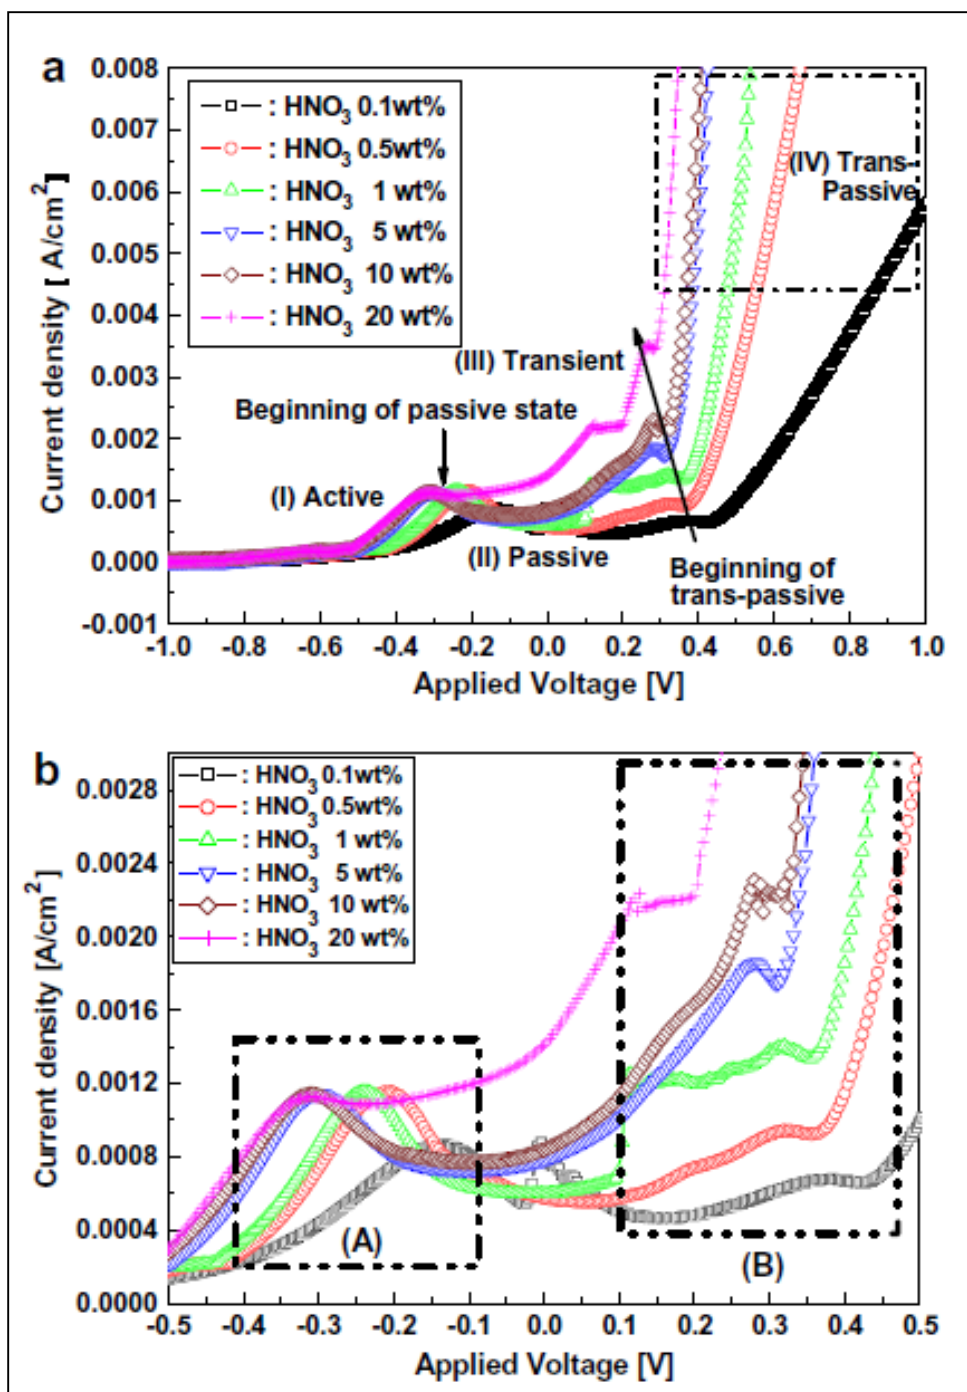 a
0.008
0.007
0.006
0.005
0.004
0.003
0.002
0.001
0.000
-0.001
Current density [ A/cm2]
: HNO3 0.1wt%
: HNO3 0.5wt%
: HNO3 1 wt%
: HNO3 5 wt%
: HNO3 10 wt%
: HNO3 20 wt%
(IV) Trans-
Passive
(III) Transient
Beginning of passive state
(I) Active
(II) Passive
Beginning of
trans-passive
-1.0 -0.8 -0.6 -0.4 -0.2 0.0 0.2 0.4 0.6 0.8 1.0
Applied Voltage [V]
b
0.0028
0.0024
0.0020
0.0016
0.0012
0.0008
0.0004
0.0000
Current density [A/cm2]
: HNO3 0.1wt%
: HNO3 0.5wt%
: HNO3 1 wt%
: HNO3 5 wt%
: HNO3 10 wt%
: HNO3 20 wt%
(A)
(B)
-0.5 -0.4 -0.3 -0.2 -0.1 0.0 0.1 0.2 0.3 0.4 0.5
Applied Voltage [V]